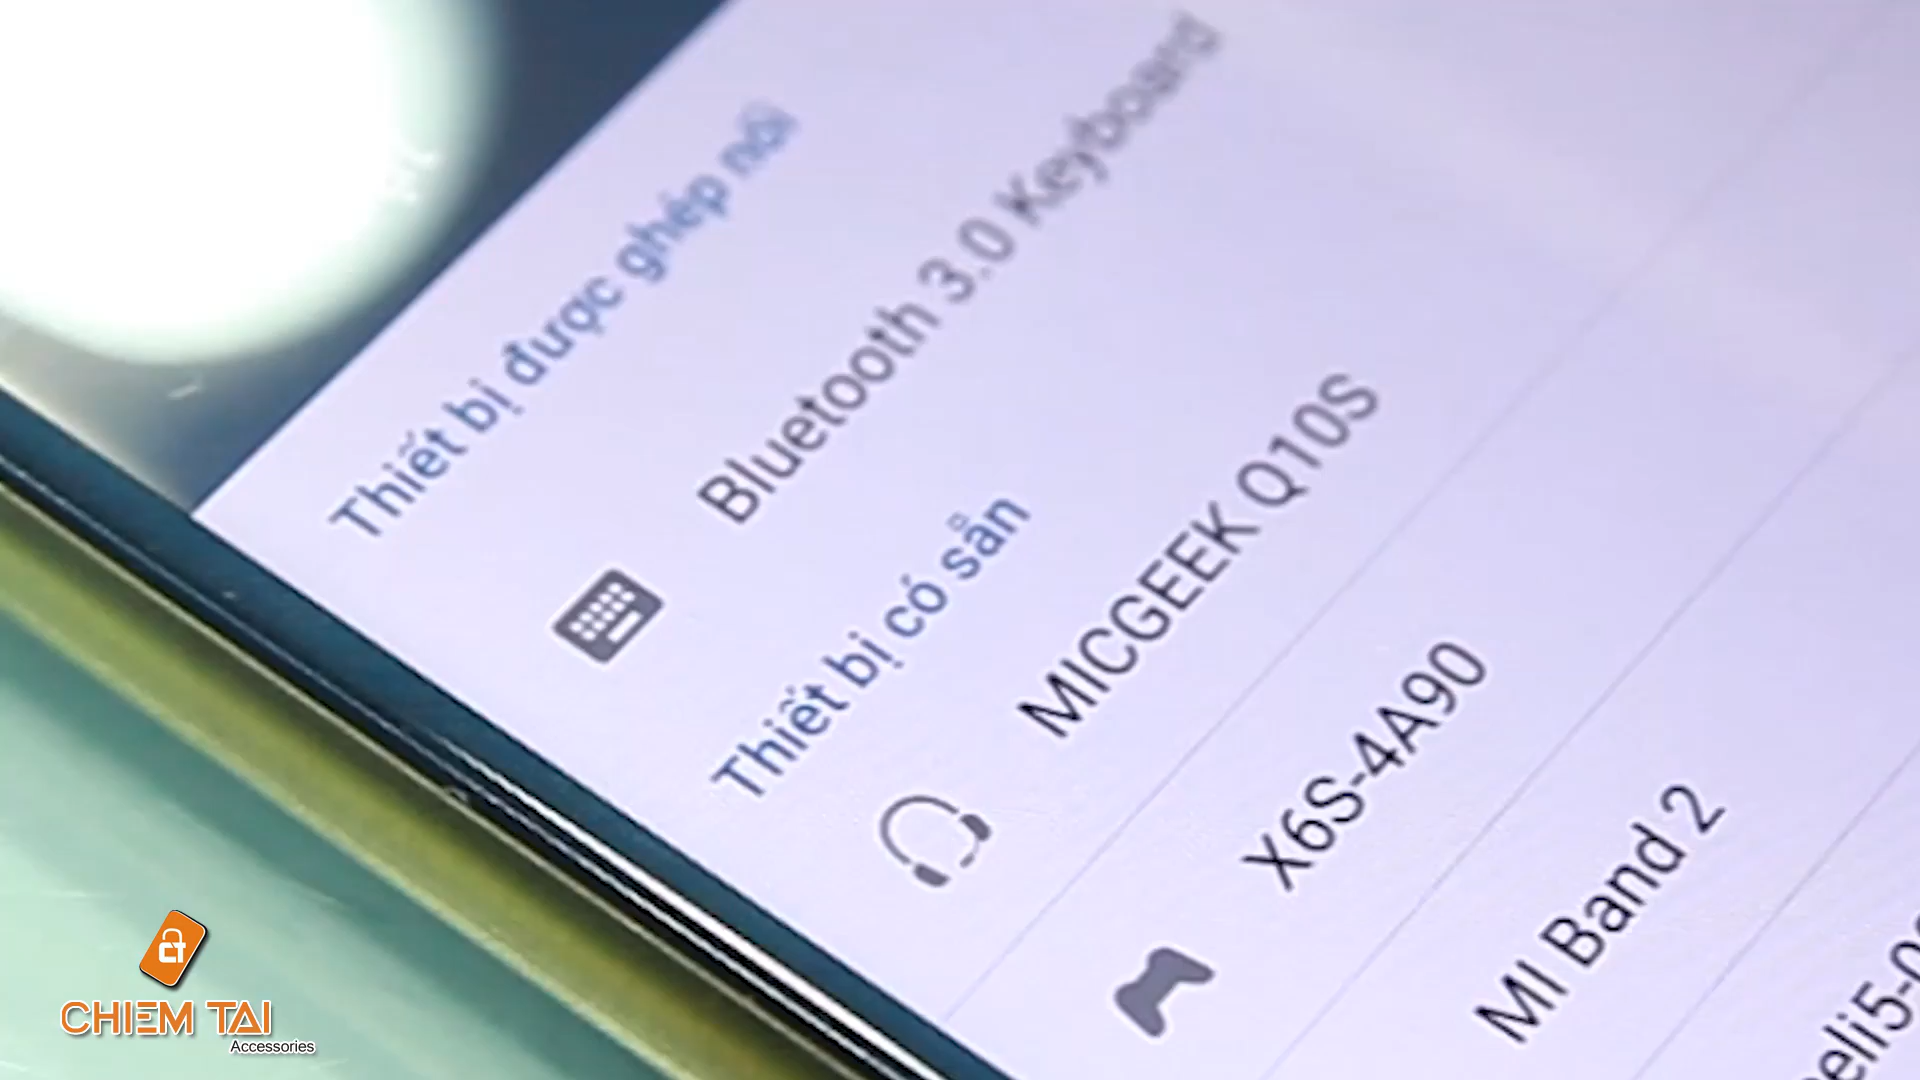 Thiết bị được ghép nối
Bluetooth 3.0 Keyboard
Thiết bị có sẵn
MICGEEK Q10S
X6S-4A90
MI Band 2
CT
CHIEM TAI
Accessories